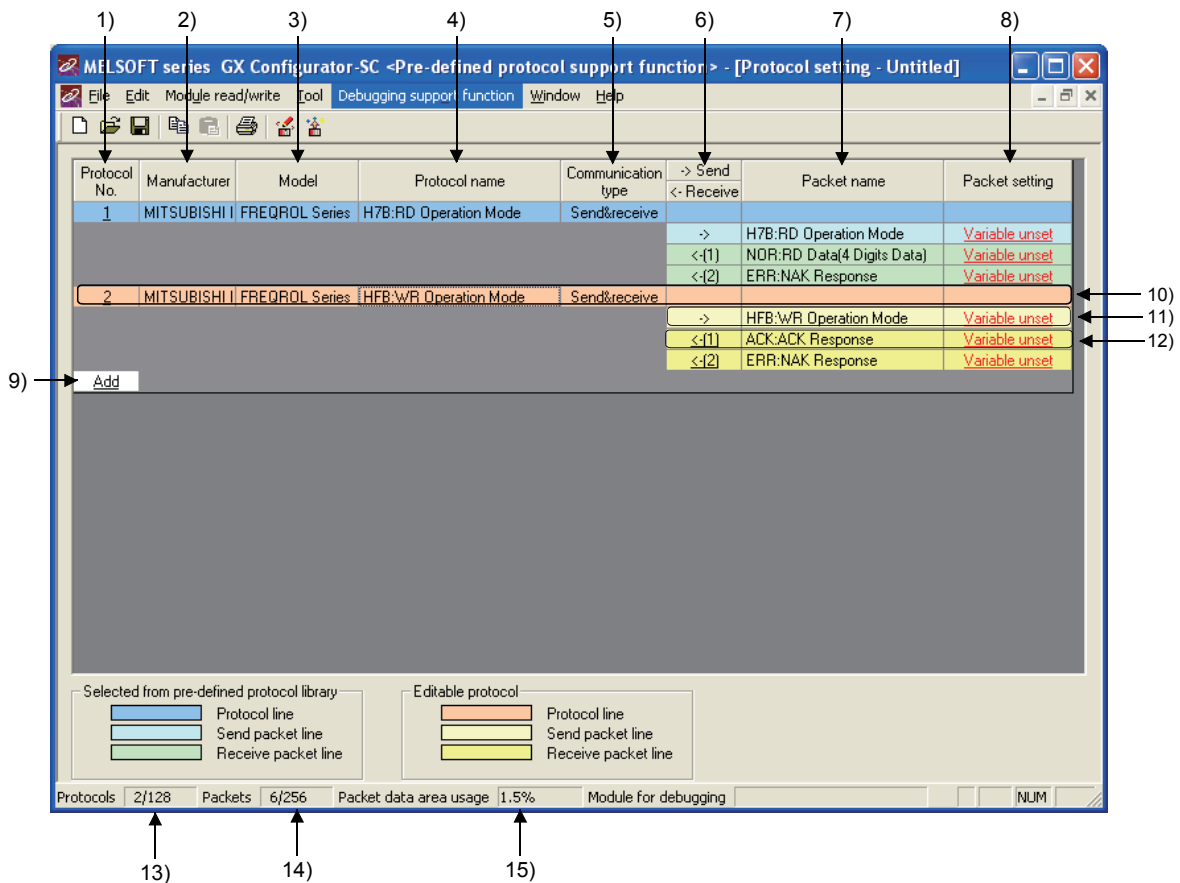 1) 2) 3) 4) 5) 6) 7) 8)
MELSOFT series GX Configurator-SC <Pre-defined protocol support function> - [Protocol setting - Untitled]
File Edit Module read/write Tool Debugging support function Window Help
Protocol No. Manufacturer Model Protocol name Communication type -> Send <- Receive Packet name Packet setting
1 MITSUBISHI I FREQROL Series H7B:RD Operation Mode Send&receive
-> H7B:RD Operation Mode Variable unset
<-(1) NOR:RD Data(4 Digits Data) Variable unset
<-(2) ERR:NAK Response Variable unset
2 MITSUBISHI I FREQROL Series HFB:WR Operation Mode Send&receive 10)
-> HFB:WR Operation Mode Variable unset 11)
<-(1) ACK:ACK Response Variable unset 12)
<-(2) ERR:NAK Response Variable unset
9) Add
Selected from pre-defined protocol library
Protocol line
Send packet line
Receive packet line
Editable protocol
Protocol line
Send packet line
Receive packet line
Protocols 2/128 Packets 6/256 Packet data area usage 1.5% Module for debugging NUM
13) 14) 15)